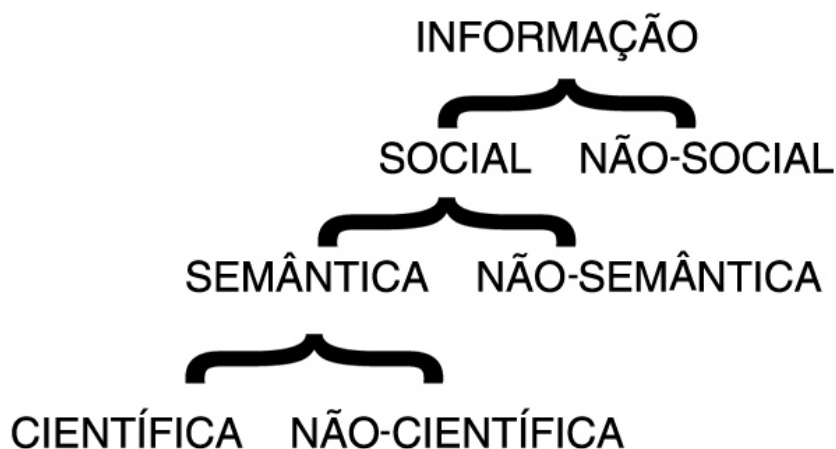 INFORMAÇÃO
SOCIAL NÃO-SOCIAL
SEMÂNTICA NÃO-SEMÂNTICA
CIENTÍFICA NÃO-CIENTÍFICA